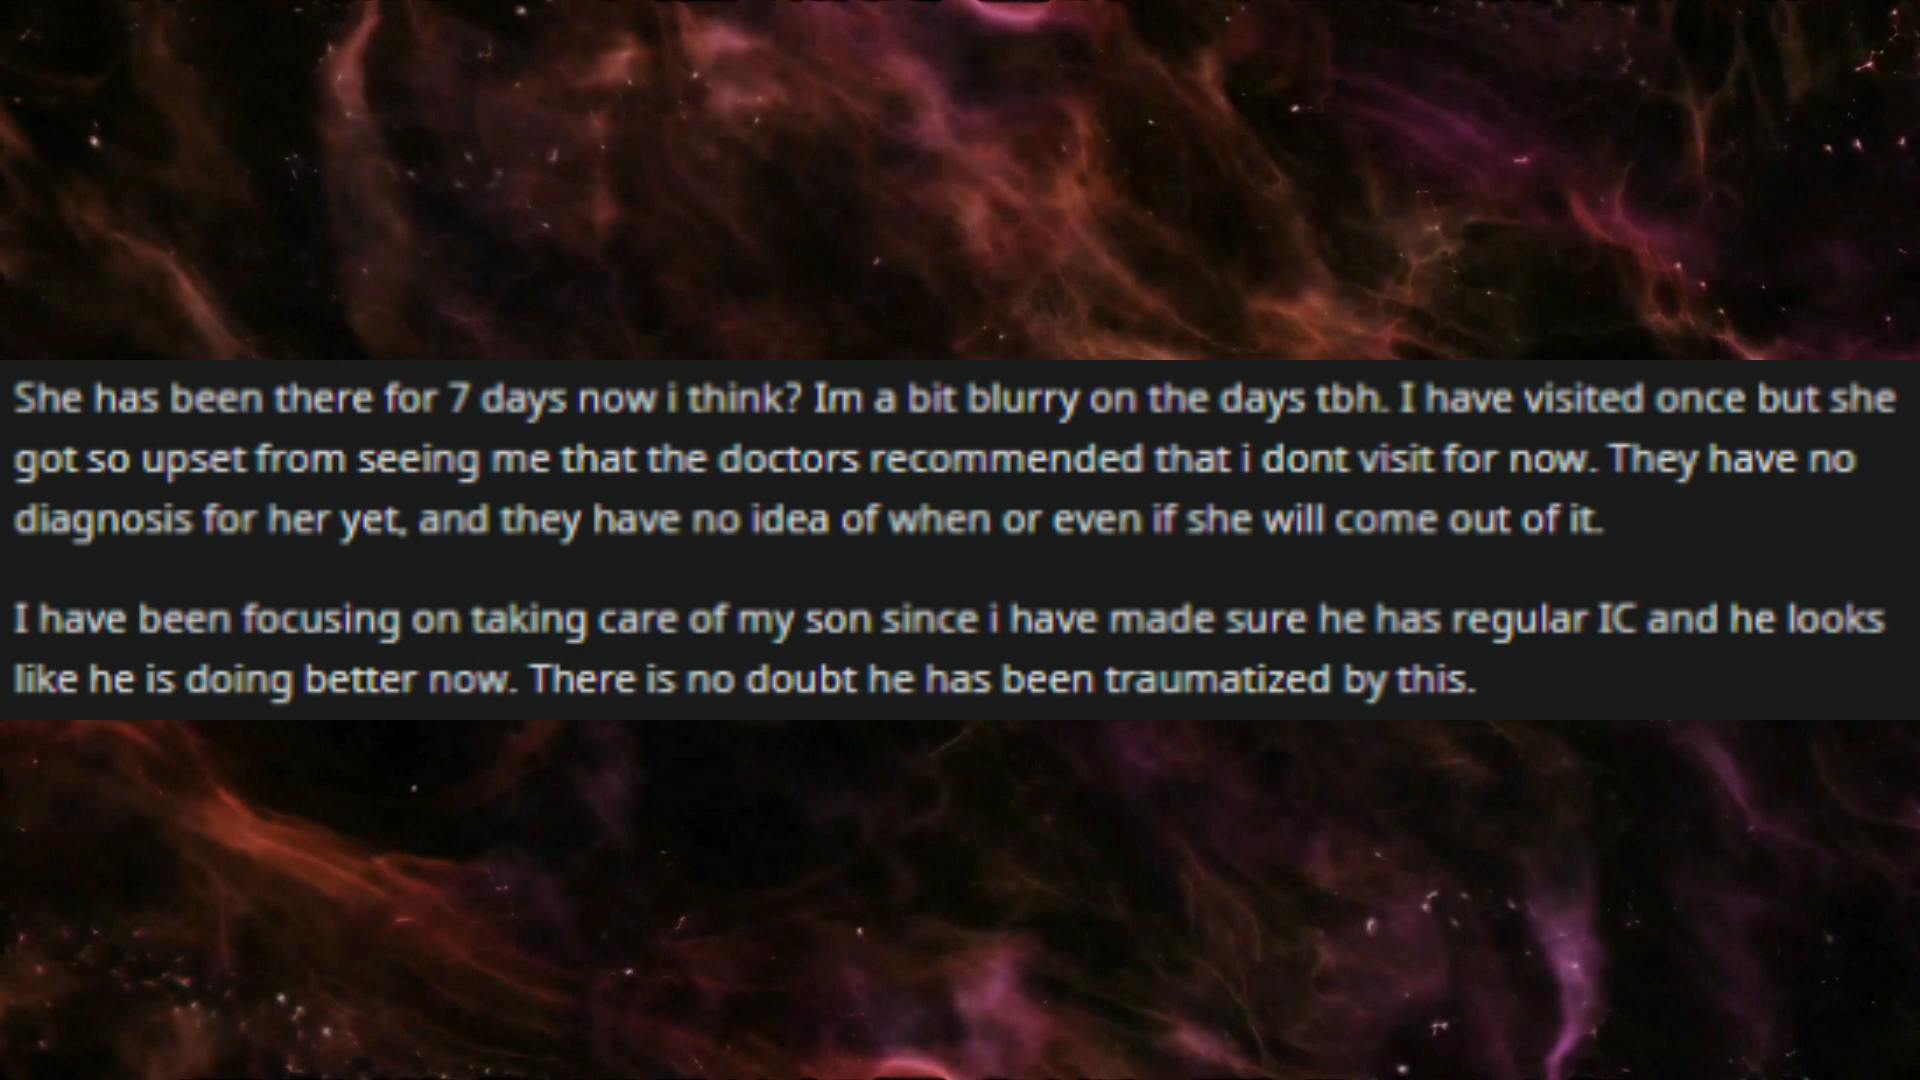 She has been there for 7 days now i think? Im a bit blurry on the days tbh. I have visited once but she
got so upset from seeing me that the doctors recommended that i dont visit for now. They have no
diagnosis for her yet, and they have no idea of when or even if she will come out of it.
I have been focusing on taking care of my son since i have made sure he has regular IC and he looks
like he is doing better now. There is no doubt he has been traumatized by this.